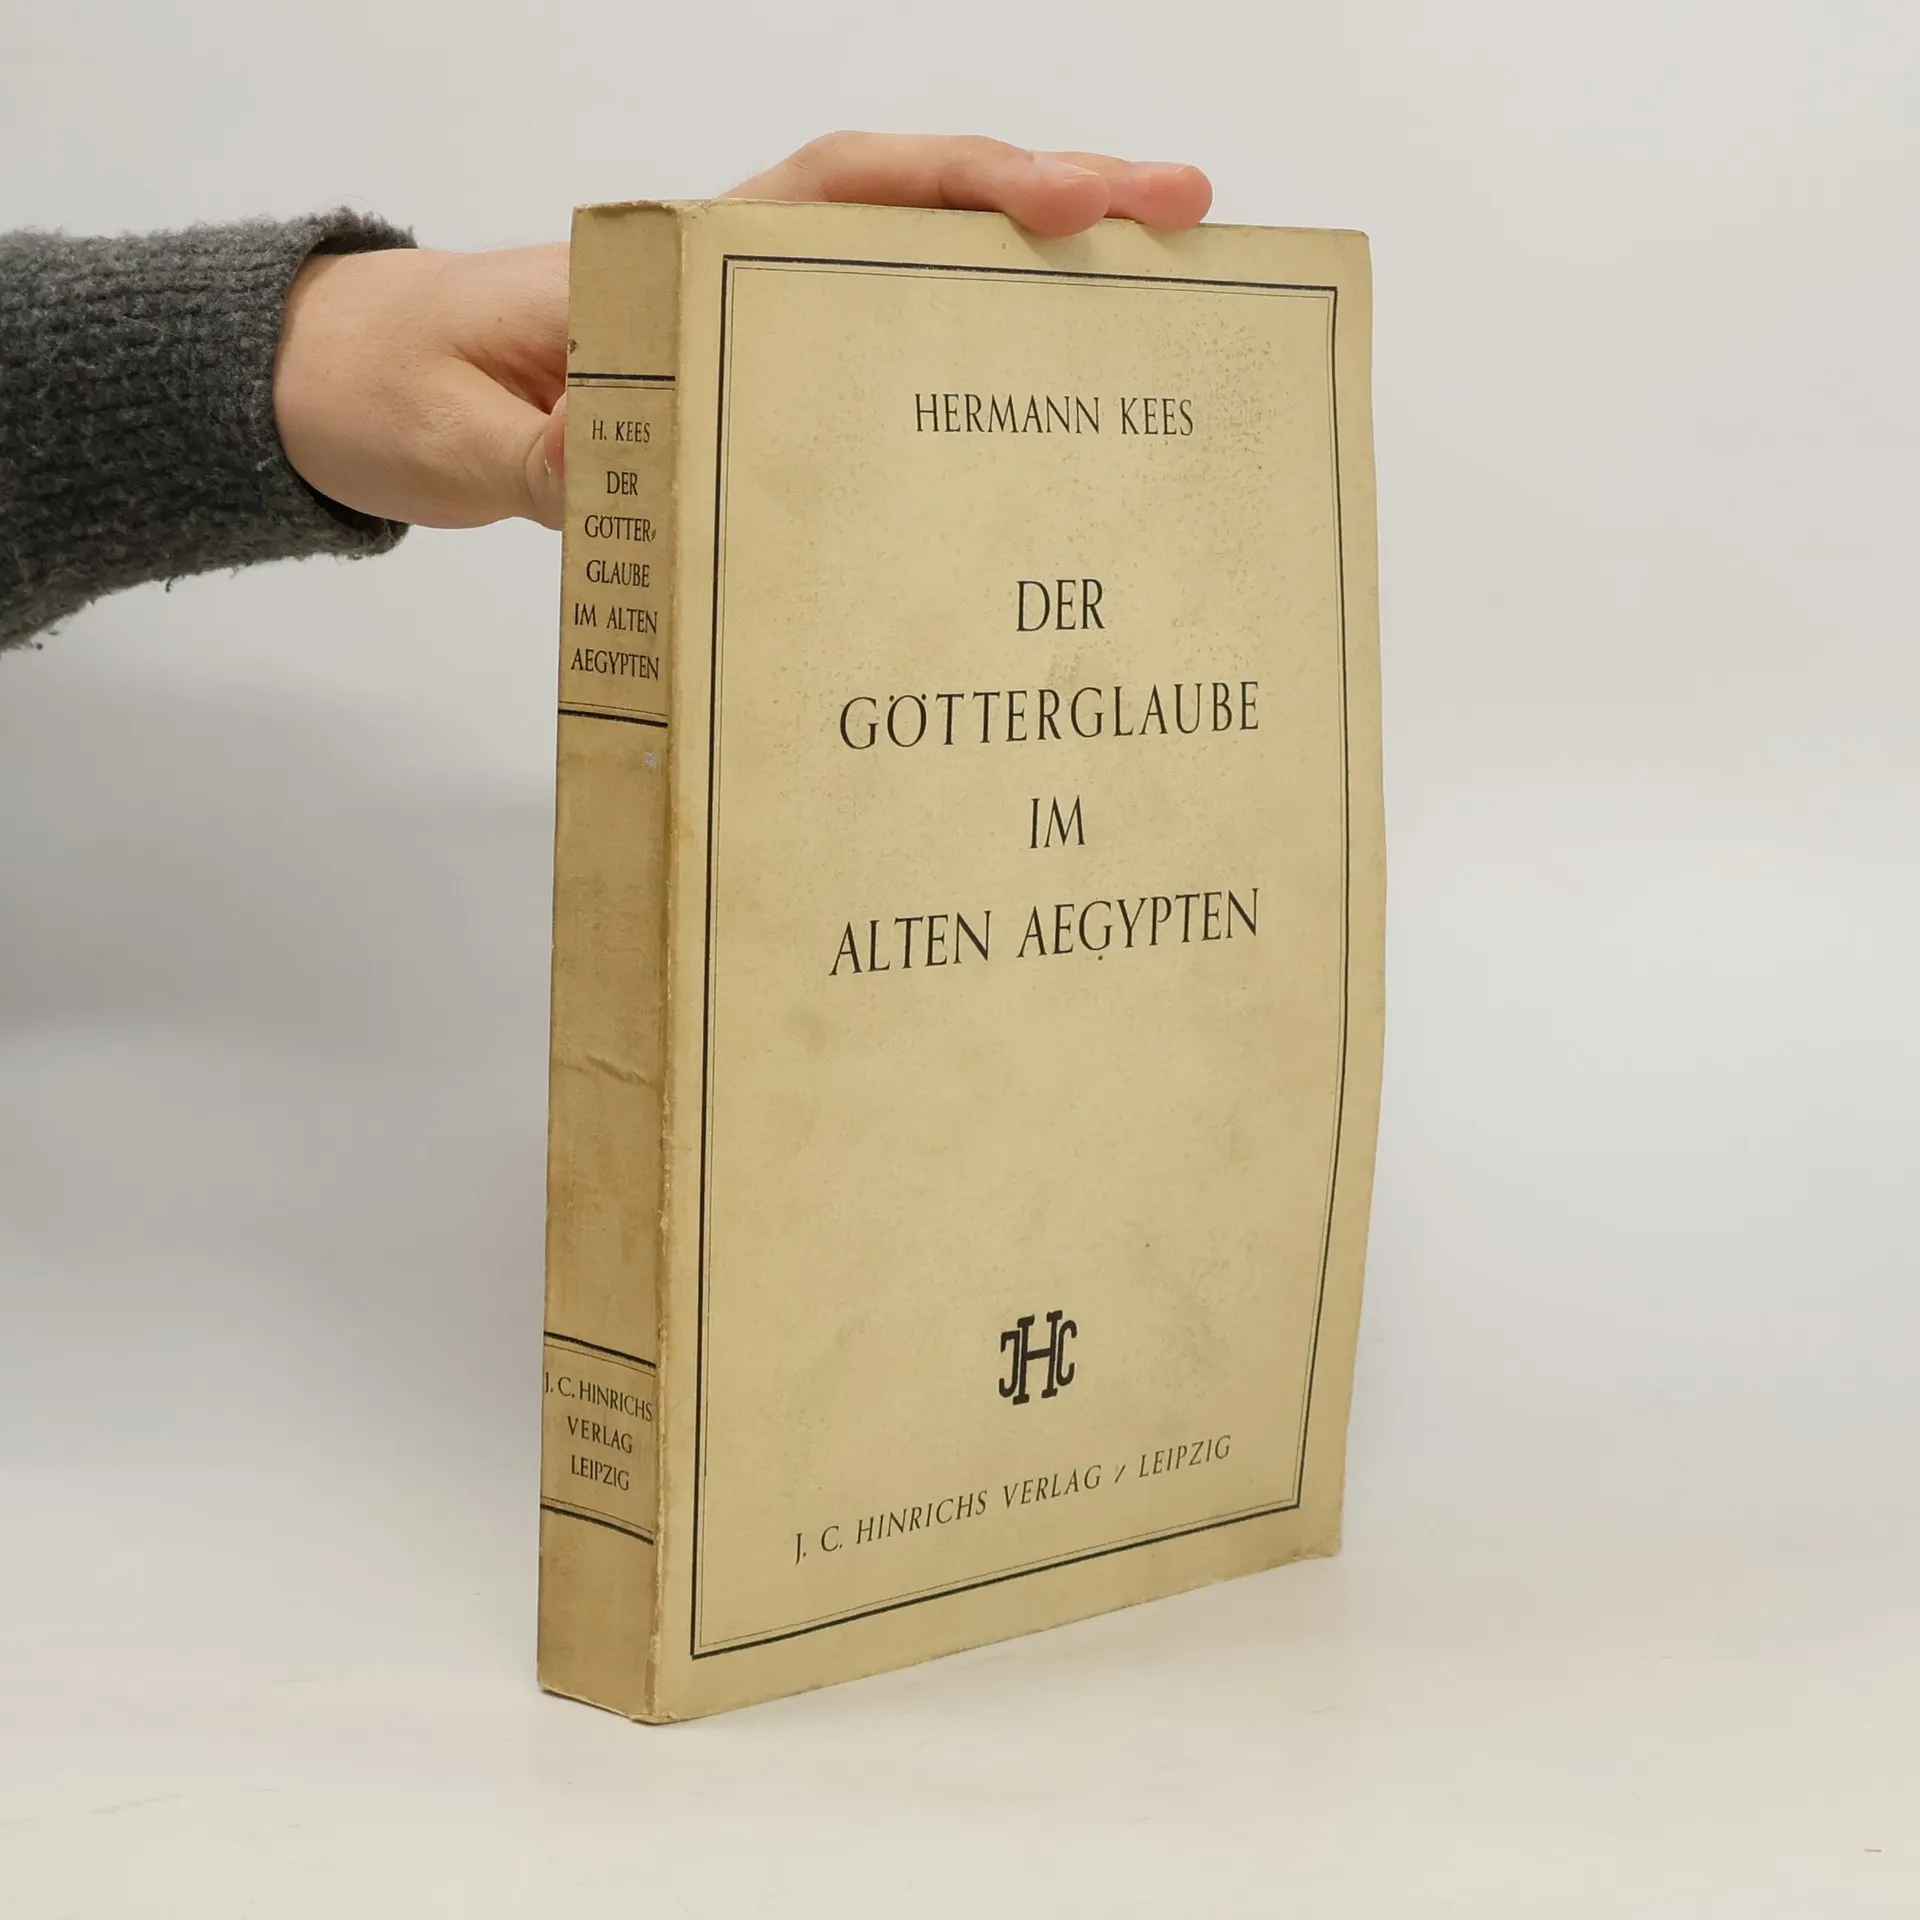 H. KEES
DER
GÖTTER-
GLAUBE
IM ALTEN
AEGYPTEN
J. C. HINRICHS
VERLAG
LEIPZIG
HERMANN KEES
DER
GÖTTERGLAUBE
IM
ALTEN AEGYPTEN
JHC
J. C. HINRICHS VERLAG / LEIPZIG